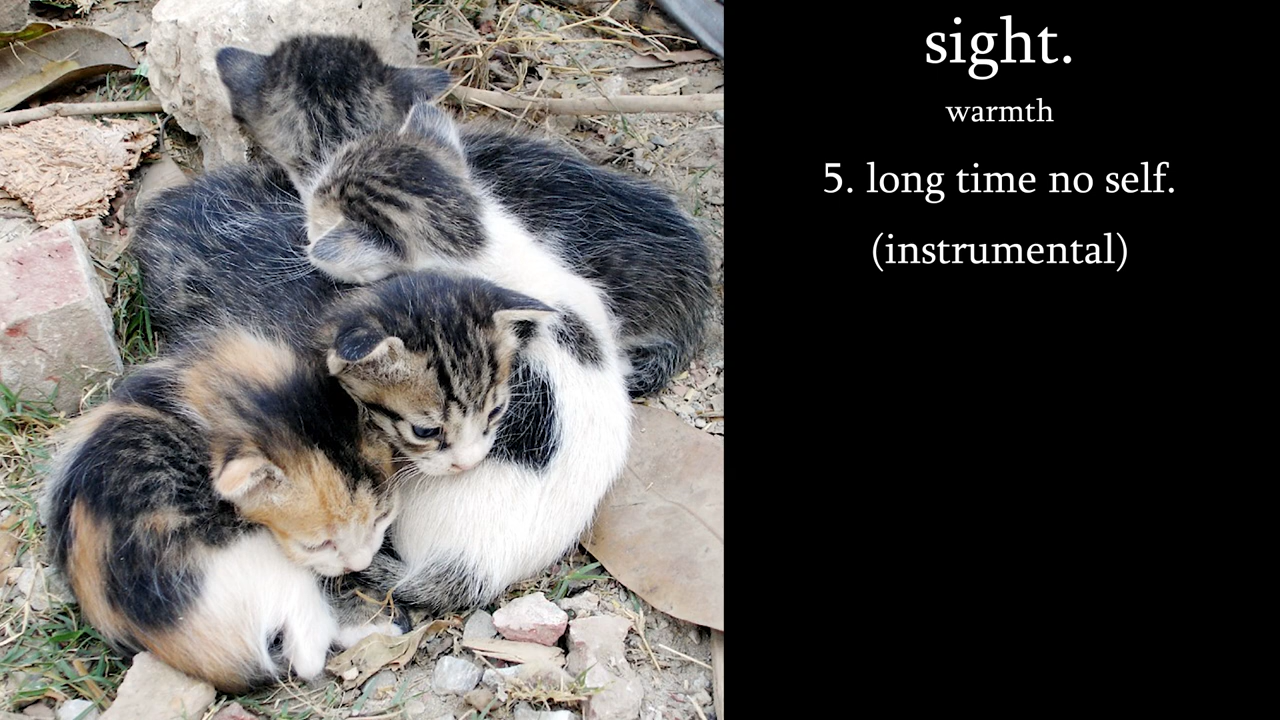 sight.
warmth
5. long time no self.
(instrumental)